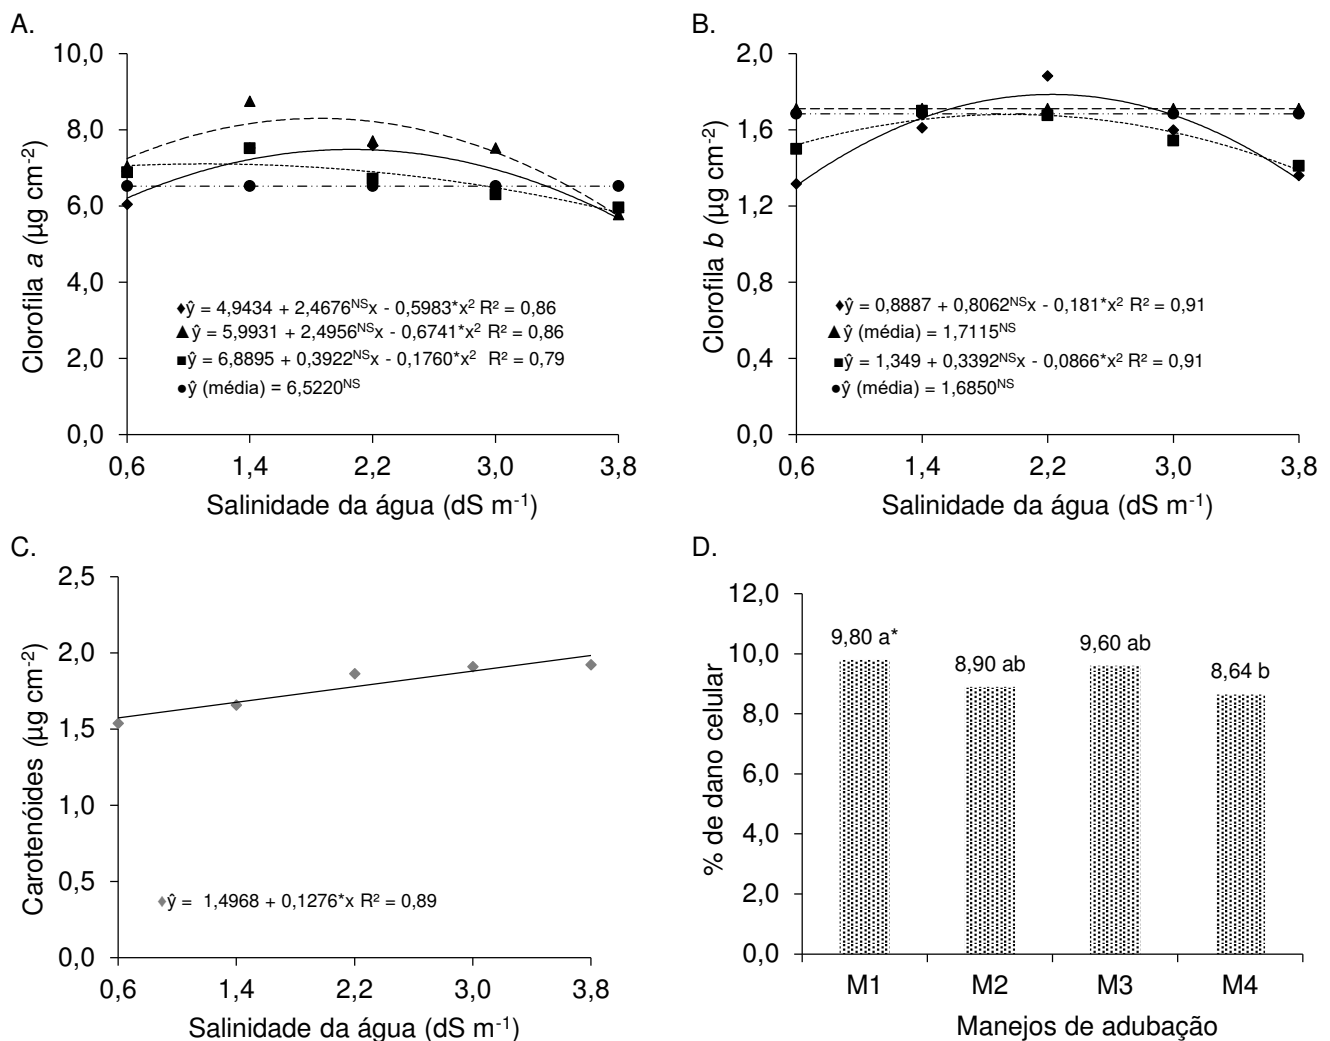 A.
10,0
8,0
6,0
4,0
2,0
0,0
Clorofila a (µg cm-2)
♦ŷ = 4,9434 + 2,4676NSx - 0,5983*x2 R² = 0,86
▲ŷ = 5,9931 + 2,4956NSx - 0,6741*x2 R² = 0,86
■ŷ = 6,8895 + 0,3922NSx - 0,1760*x2 R² = 0,79
●ŷ (média) = 6,5220NS
0,6 1,4 2,2 3,0 3,8
Salinidade da água (dS m-1)
B.
2,0
1,6
1,2
0,8
0,4
0,0
Clorofila b (µg cm-2)
♦ŷ = 0,8887 + 0,8062NSx - 0,181*x2 R² = 0,91
▲ŷ (média) = 1,7115NS
■ŷ = 1,349 + 0,3392NSx - 0,0866*x2 R² = 0,91
●ŷ (média) = 1,6850NS
0,6 1,4 2,2 3,0 3,8
Salinidade da água (dS m-1)
C.
2,5
2,0
1,5
1,0
0,5
0,0
Carotenóides (µg cm-2)
♦ŷ = 1,4968 + 0,1276*x R² = 0,89
0,6 1,4 2,2 3,0 3,8
Salinidade da água (dS m-1)
D.
12,0
10,0
8,0
6,0
4,0
2,0
0,0
% de dano celular
9,80 a* 8,90 ab 9,60 ab 8,64 b
M1 M2 M3 M4
Manejos de adubação